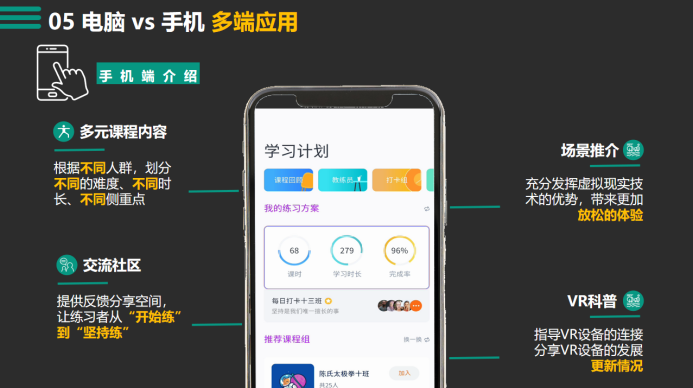 05 电脑 vs 手机 多端应用
手机端介绍
多元课程内容
根据不同人群，划分
不同的难度、不同时
长、不同侧重点
交流社区
提供反馈分享空间，
让练习者从“开始练”
到“坚持练”
学习计划
课程回顾
教练员
打卡组
我的练习方案
68
课时
279
学习时长
96%
完成率
每日打卡十三班
坚持是我们唯一擅长的事
推荐课程组
换一换
陈氏太极拳十班
共25人
加入
场景推介
充分发挥虚拟现实技
术的优势，带来更加
放松的体验
VR科普
指导VR设备的连接
分享VR设备的发展
更新情况